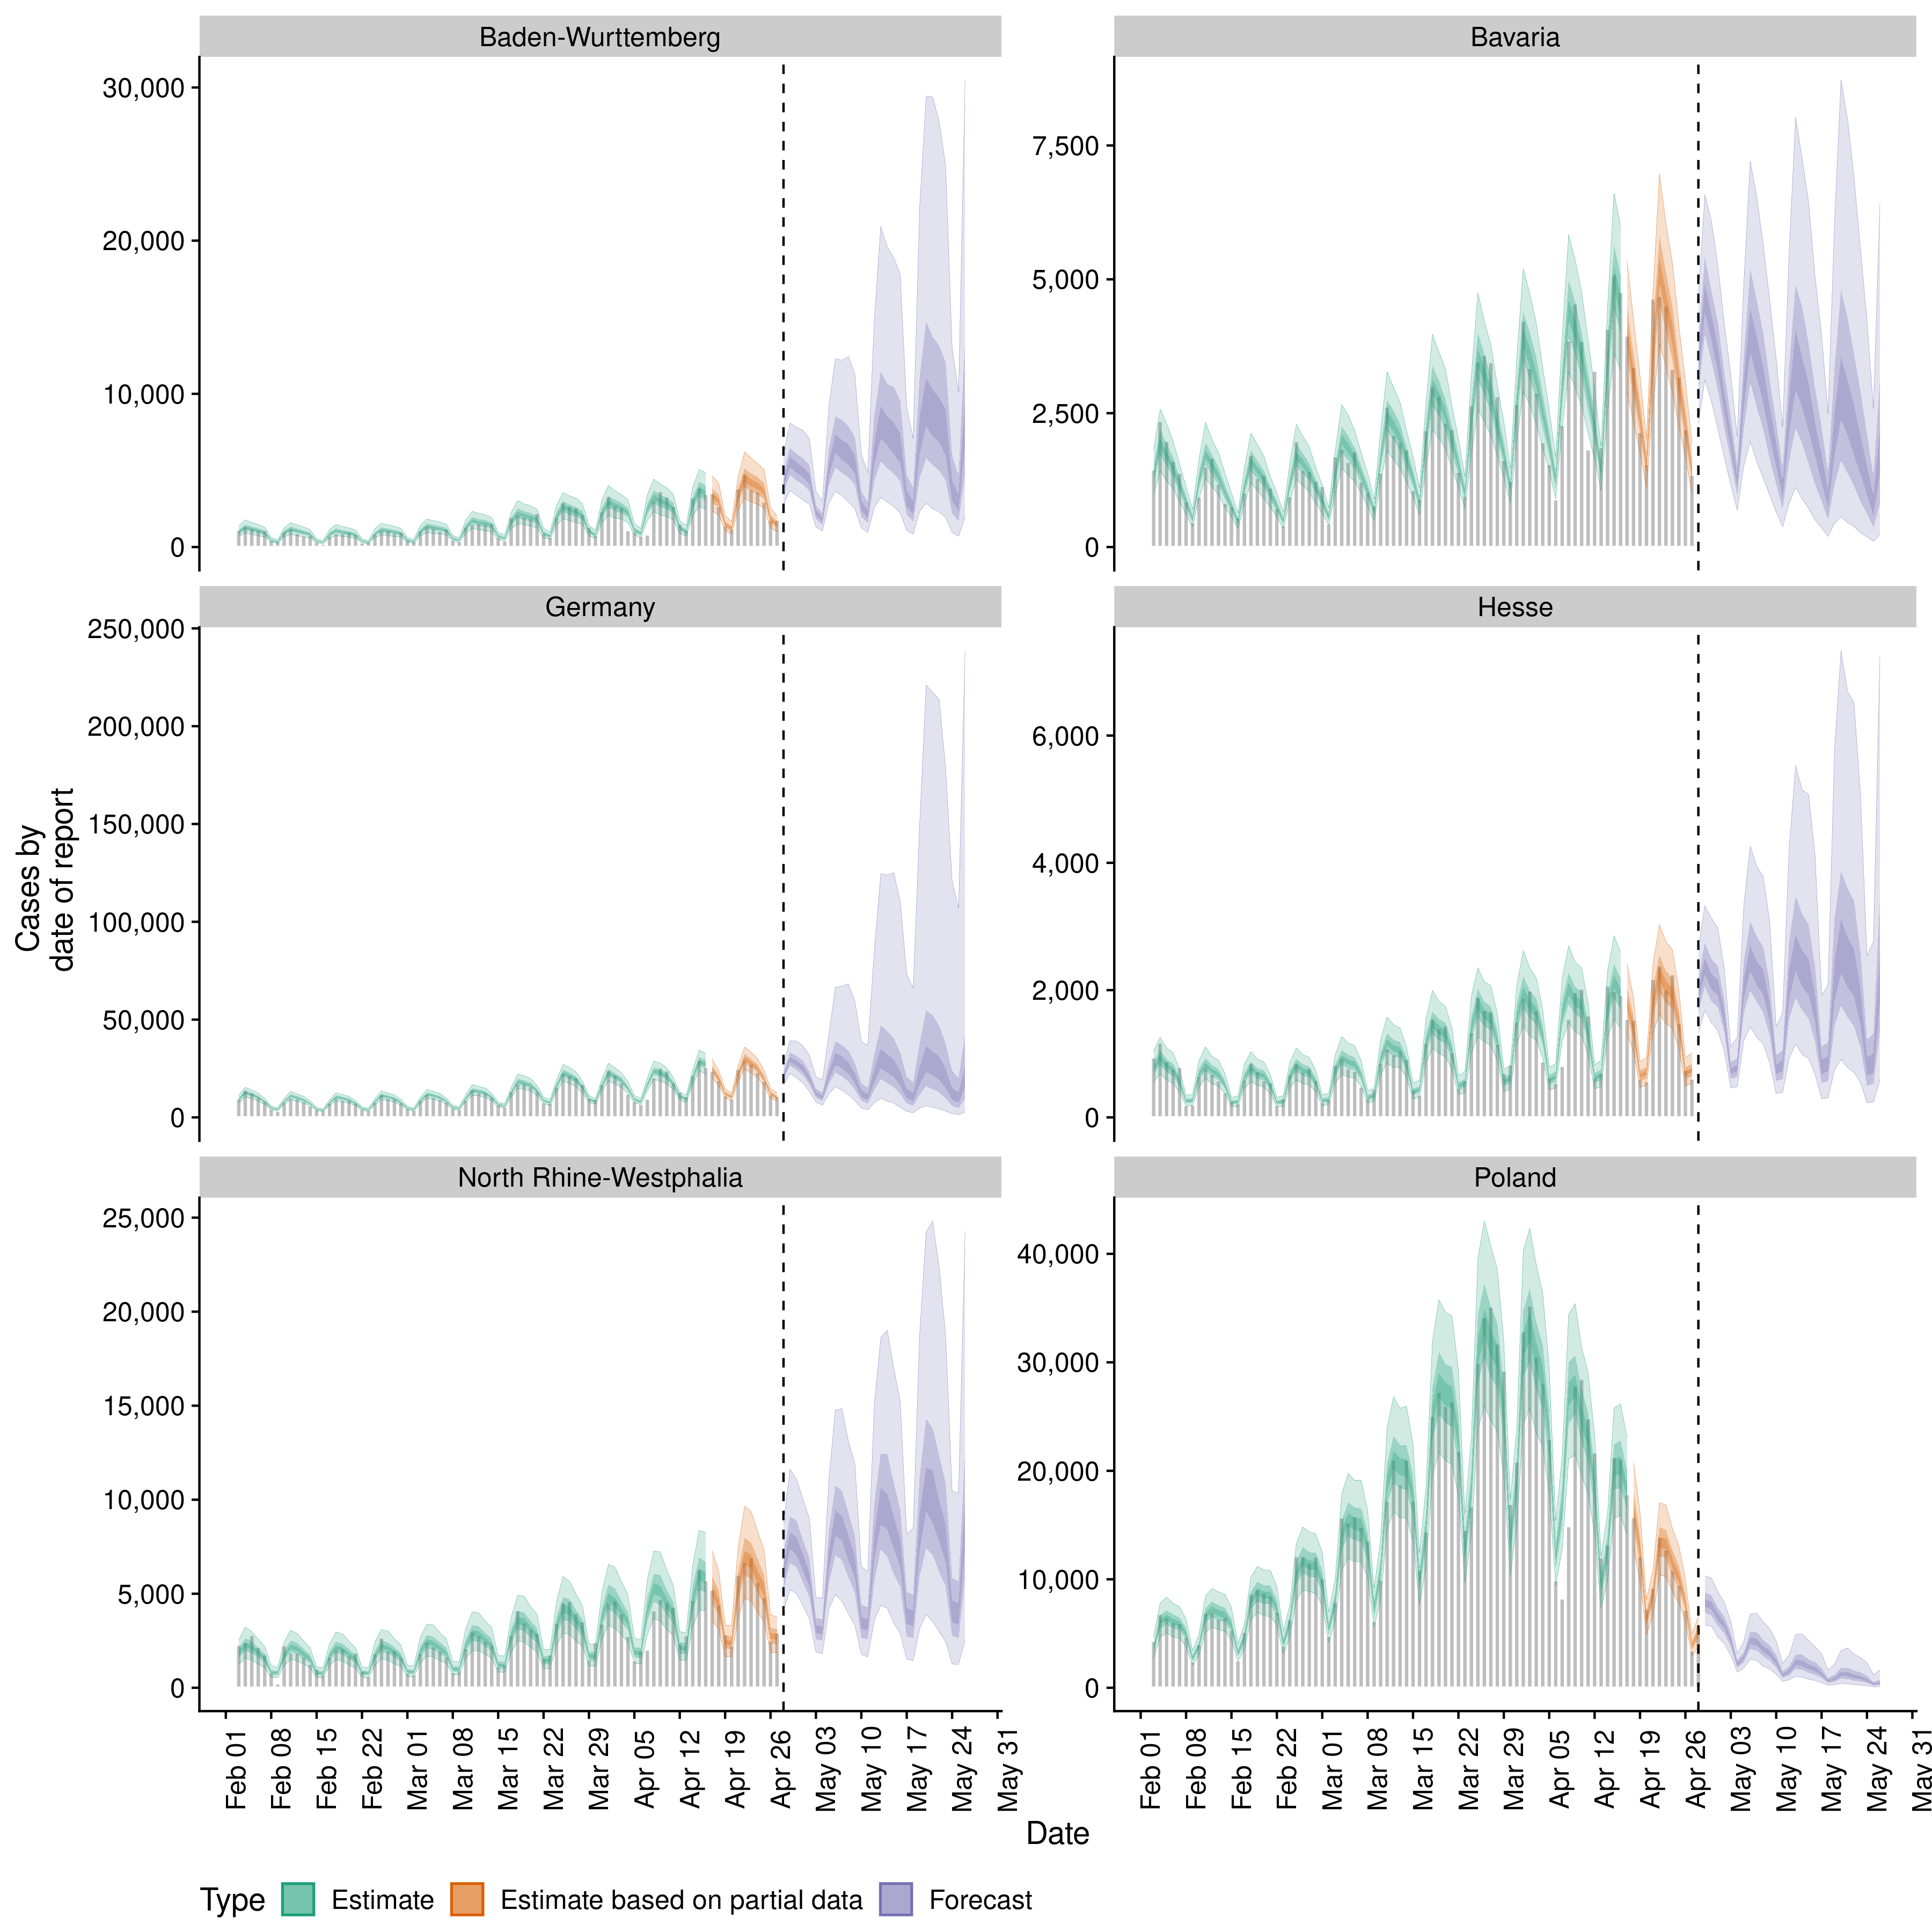 Baden-Wurttemberg
Bavaria
30,000
20,000
10,000
0
7,500
5,000
2,500
0
Germany
Hesse
250,000
200,000
150,000
100,000
50,000
0
6,000
4,000
2,000
0
North Rhine-Westphalia
Poland
25,000
20,000
15,000
10,000
5,000
0
40,000
30,000
20,000
10,000
0
Cases by
date of report
Feb 01
Feb 08
Feb 15
Feb 22
Mar 01
Mar 08
Mar 15
Mar 22
Mar 29
Apr 05
Apr 12
Apr 19
Apr 26
May 03
May 10
May 17
May 24
May 31
Feb 01
Feb 08
Feb 15
Feb 22
Mar 01
Mar 08
Mar 15
Mar 22
Mar 29
Apr 05
Apr 12
Apr 19
Apr 26
May 03
May 10
May 17
May 24
May 31
Date
Type Estimate Estimate based on partial data Forecast